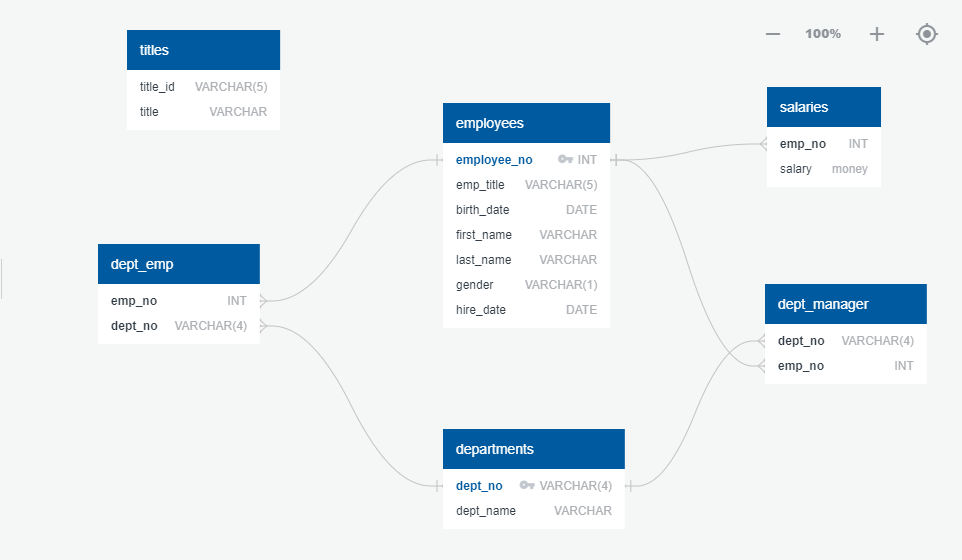 100%
titles
title_id VARCHAR(5)
title VARCHAR
employees
employee_no INT
emp_title VARCHAR(5)
birth_date DATE
first_name VARCHAR
last_name VARCHAR
gender VARCHAR(1)
hire_date DATE
salaries
emp_no INT
salary money
dept_emp
emp_no INT
dept_no VARCHAR(4)
dept_manager
dept_no VARCHAR(4)
emp_no INT
departments
dept_no VARCHAR(4)
dept_name VARCHAR